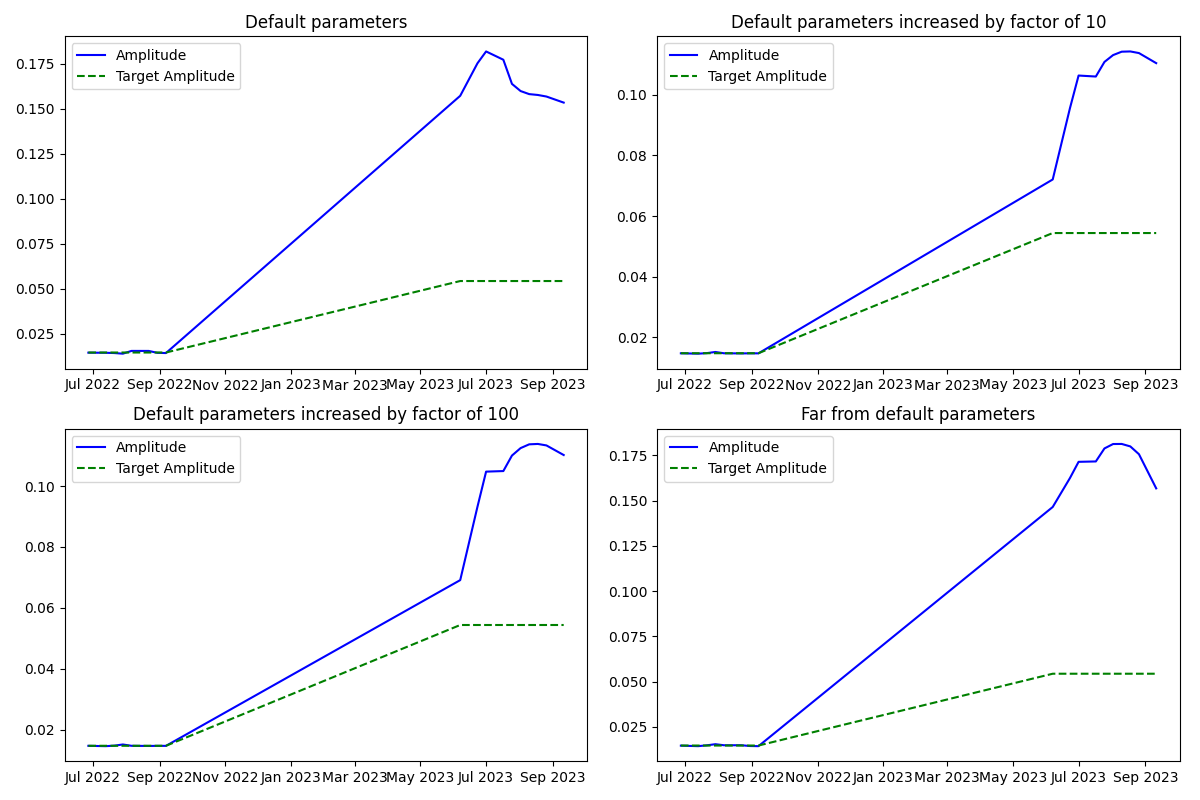 Default parameters
Amplitude
Target Amplitude
0.175
0.150
0.125
0.100
0.075
0.050
0.025
Jul 2022 Sep 2022 Nov 2022 Jan 2023 Mar 2023 May 2023 Jul 2023 Sep 2023
Default parameters increased by factor of 10
Amplitude
Target Amplitude
0.10
0.08
0.06
0.04
0.02
Jul 2022 Sep 2022 Nov 2022 Jan 2023 Mar 2023 May 2023 Jul 2023 Sep 2023
Default parameters increased by factor of 100
Amplitude
Target Amplitude
0.10
0.08
0.06
0.04
0.02
Jul 2022 Sep 2022 Nov 2022 Jan 2023 Mar 2023 May 2023 Jul 2023 Sep 2023
Far from default parameters
Amplitude
Target Amplitude
0.175
0.150
0.125
0.100
0.075
0.050
0.025
Jul 2022 Sep 2022 Nov 2022 Jan 2023 Mar 2023 May 2023 Jul 2023 Sep 2023